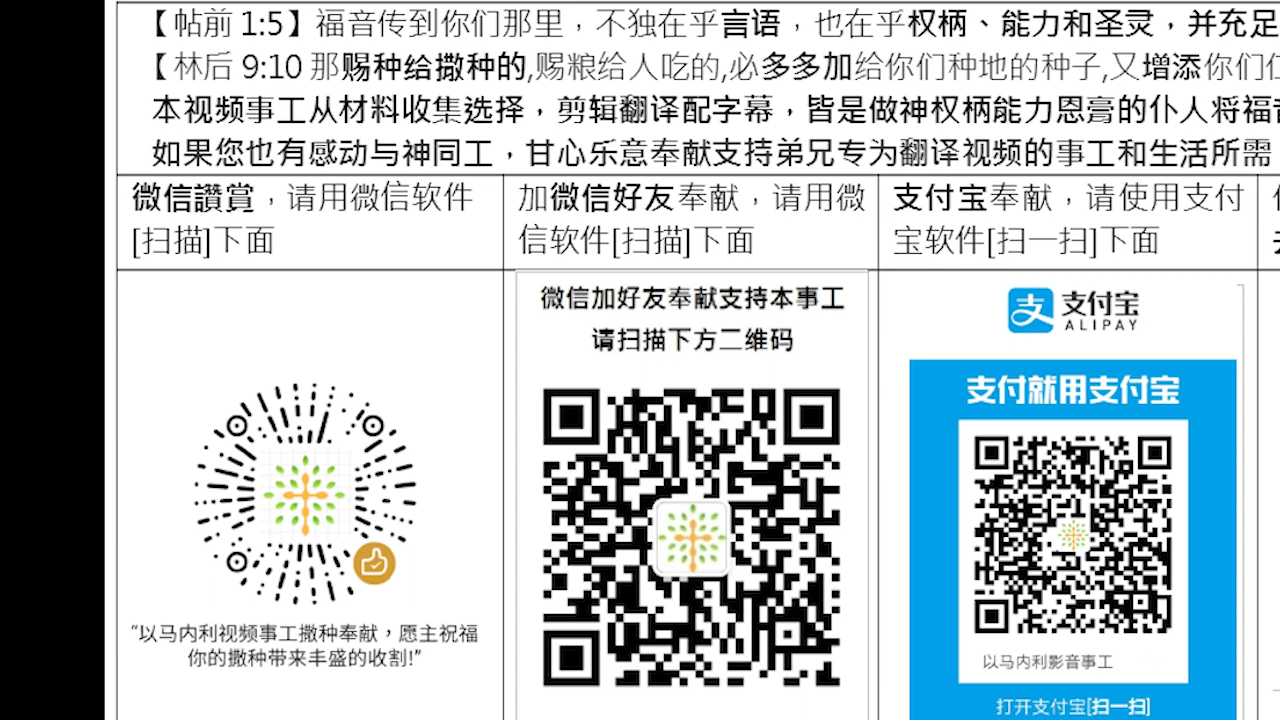 【帖前 1:5】福音传到你们那里，不独在乎言语，也在乎权柄、能力和圣灵，并充足
【林后 9:10 那赐种给撒种的,赐粮给人吃的,必多多加给你们种地的种子,又增添你们仁
本视频事工从材料收集选择，剪辑翻译配字幕，皆是做神权柄能力恩膏的仆人将福音
如果您也有感动与神同工，甘心乐意奉献支持弟兄专为翻译视频的事工和生活所需
微信讚賞，请用微信软件
[扫描]下面
加微信好友奉献，请用微
信软件[扫描]下面
支付宝奉献，请使用支付
宝软件[扫一扫]下面
“以马内利视频事工撒种奉献，愿主祝福
你的撒种带来丰盛的收割!”
微信加好友奉献支持本事工
请扫描下方二维码
支 支付宝
ALIPAY
支付就用支付宝
以马内利影音事工
打开支付宝[扫一扫]